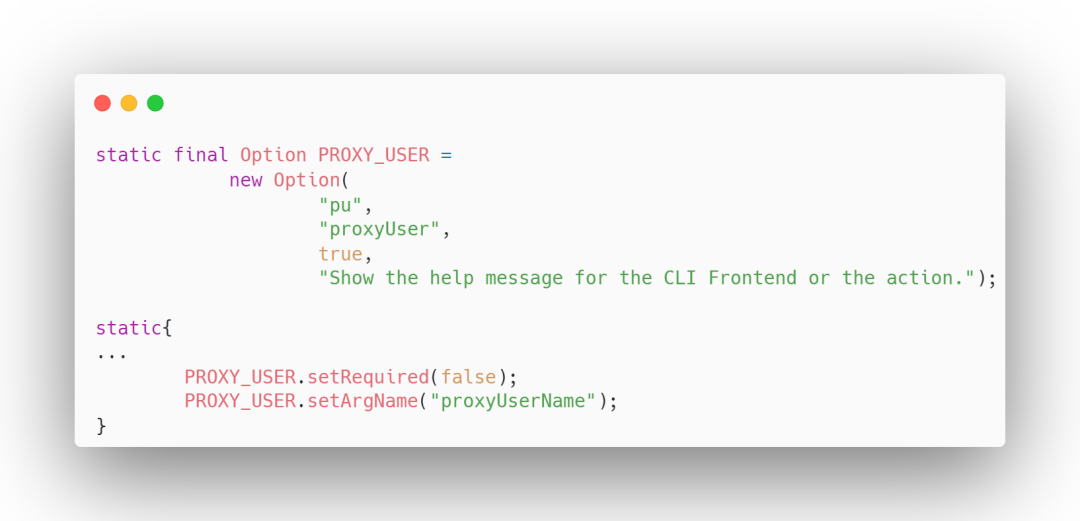 static final Option PROXY_USER =
            new Option(
                    "pu",
                    "proxyUser",
                    true,
                    "Show the help message for the CLI Frontend or the action.");

static{
...
        PROXY_USER.setRequired(false);
        PROXY_USER.setArgName("proxyUserName");
}